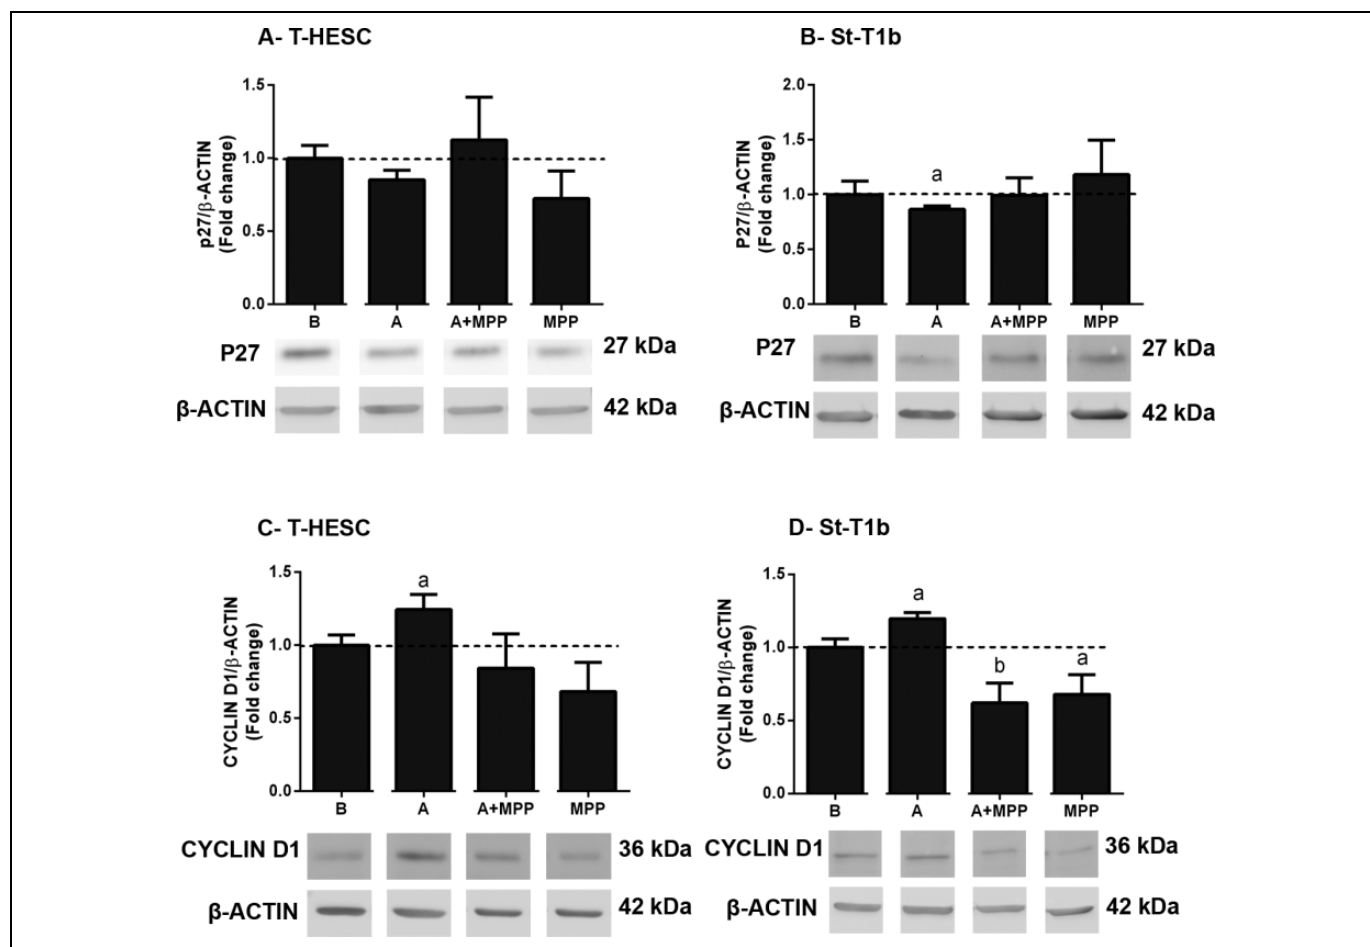 A- T-HESC
p27/β-ACTIN
(Fold change)
1.5
1.0
0.5
0.0
B A A+MPP MPP
P27 27 kDa
β-ACTIN 42 kDa
B- St-T1b
P27/β-ACTIN
(Fold change)
2.0
1.5
1.0
0.5
0.0
a
B A A+MPP MPP
P27 27 kDa
β-ACTIN 42 kDa
C- T-HESC
CYCLIN D1/β-ACTIN
(Fold change)
1.5
1.0
0.5
0.0
a
B A A+MPP MPP
CYCLIN D1 36 kDa
β-ACTIN 42 kDa
D- St-T1b
CYCLIN D1/β-ACTIN
(Fold change)
1.5
1.0
0.5
0.0
a
b a
B A A+MPP MPP
CYCLIN D1 36 kDa
β-ACTIN 42 kDa